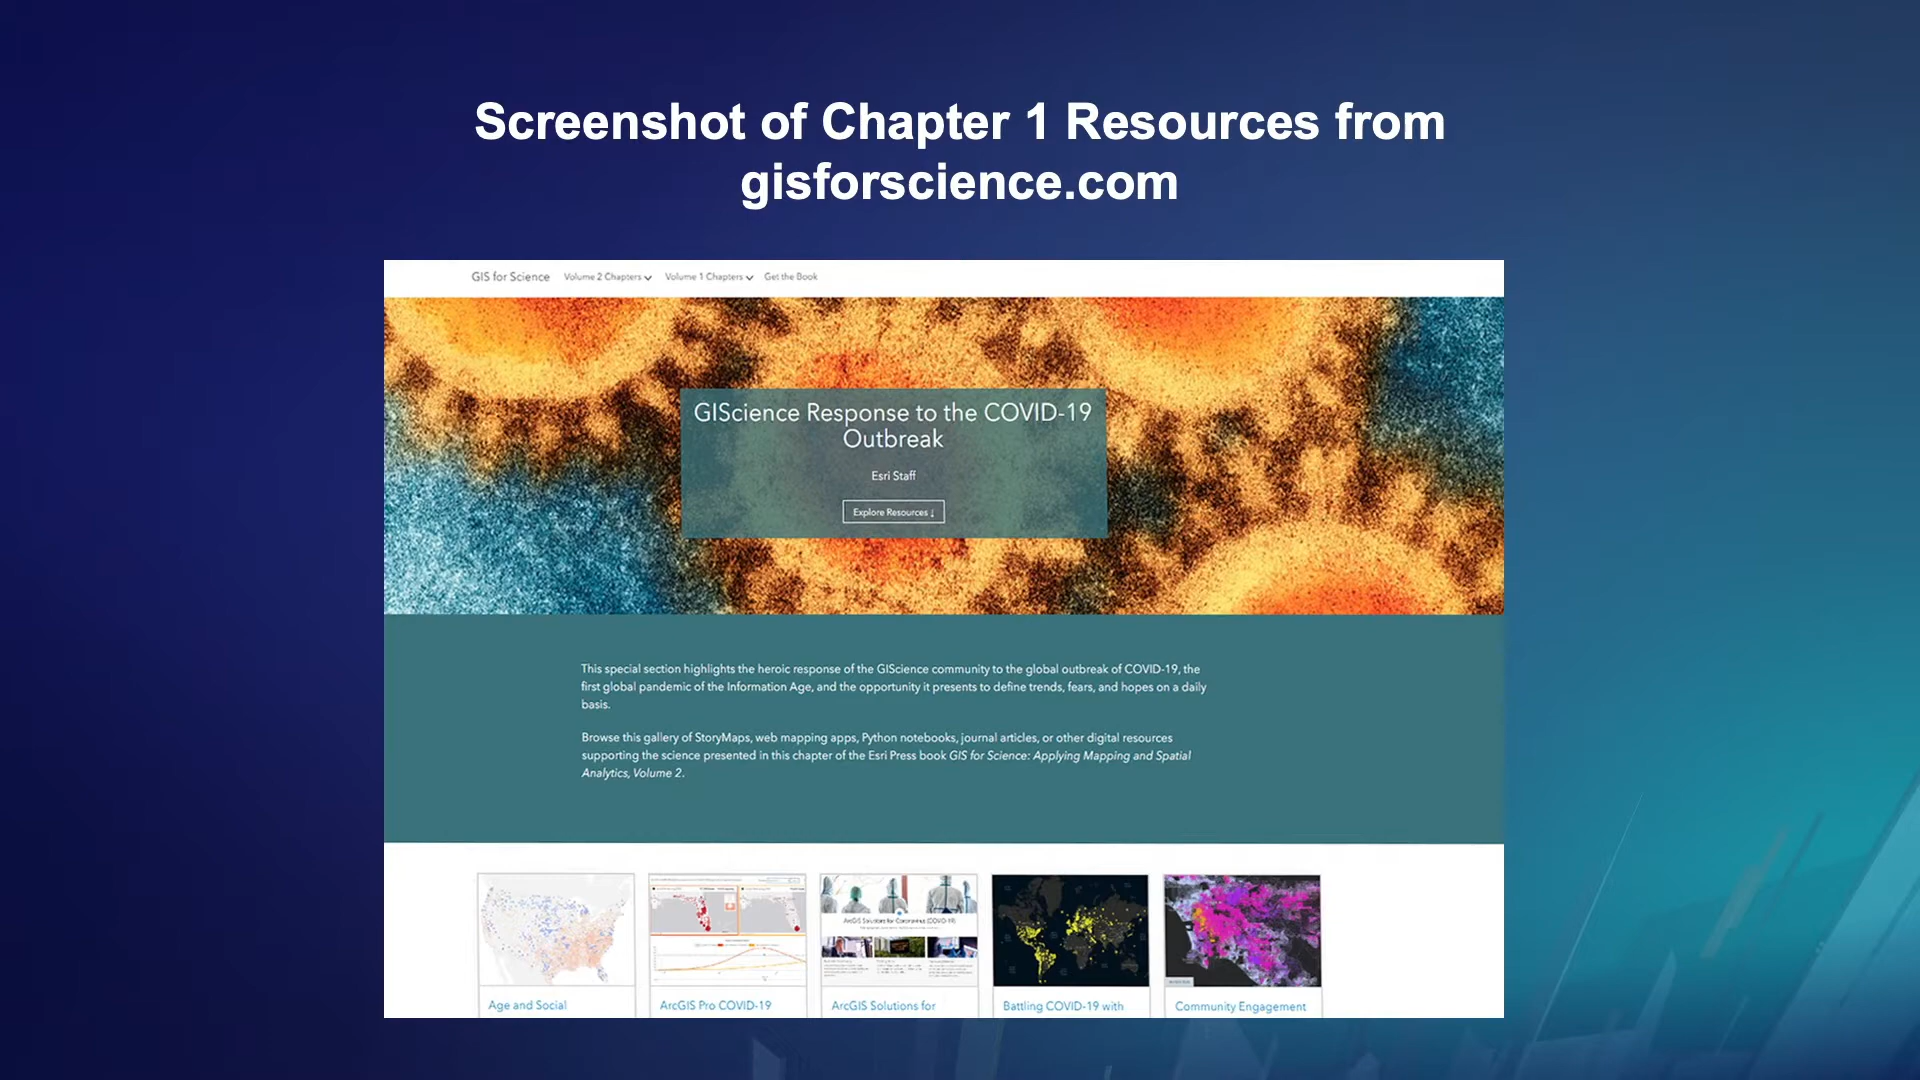 Screenshot of Chapter 1 Resources from
gisforscience.com
GIS for Science Volume 2 Chapters Volume 1 Chapters Get the Book
GIScience Response to the COVID-19
Outbreak
Esri Staff
Explore Resources ↓
This special section highlights the heroic response of the GIScience community to the global outbreak of COVID-19, the
first global pandemic of the Information Age, and the opportunity it presents to define trends, fears, and hopes on a daily
basis.
Browse this gallery of StoryMaps, web mapping apps, Python notebooks, journal articles, or other digital resources
supporting the science presented in this chapter of the Esri Press book GIS for Science: Applying Mapping and Spatial
Analytics, Volume 2.
ArcGIS Solutions for Coronavirus (COVID-19)
Age and Social
ArcGIS Pro COVID-19
ArcGIS Solutions for
Battling COVID-19 with
Community Engagement